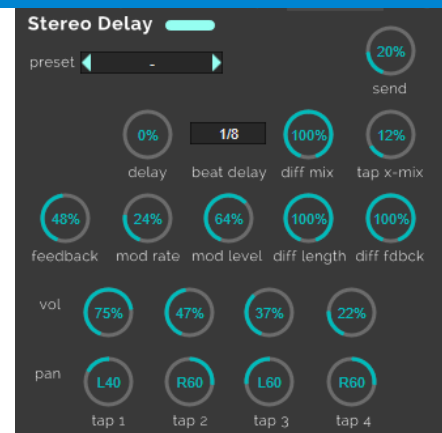 Stereo Delay
preset - 20%
send
0% 1/8 100% 12%
delay beat delay diff mix tap x-mix
48% 24% 64% 100% 100%
feedback mod rate mod level diff length diff fdbck
vol 75% 47% 37% 22%
pan L40 R60 L60 R60
tap 1 tap 2 tap 3 tap 4